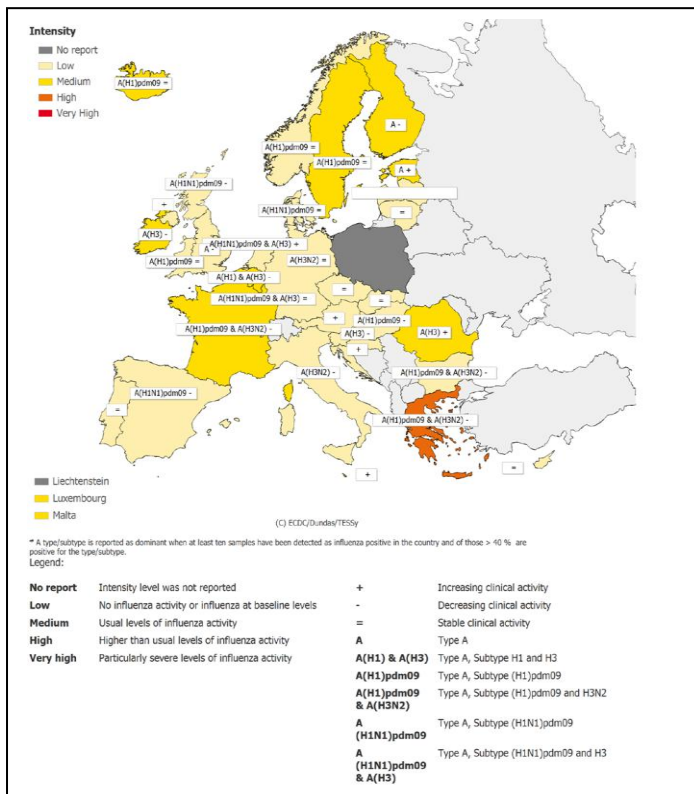 Intensity
No report
Low
Medium
High
Very High
A(H1)pdm09 =
A -
A(H1)pdm09 =
A(H1)pdm09 =
A +
A(H1N1)pdm09 -
+
A(H1N1)pdm09 =
=
A(H3) -
A(H1N1)pdm09 & A(H3) +
A -
A(H1)pdm09 =
A(H3N2) =
A(H1) & A(H3) -
=
A(H1N1)pdm09 & A(H3) =
=
+
A(H1)pdm09 -
A(H1)pdm09 & A(H3N2) -
A(H3) -
A(H3) +
+
A(H3N2) -
A(H1)pdm09 & A(H3N2) -
A(H1N1)pdm09 -
=
A(H1)pdm09 & A(H3N2) -
=
+
Liechtenstein
Luxembourg
Malta
(C) ECDC/Dundas/TESSy
A type/subtype is reported as dominant when at least ten samples have been detected as influenza positive in the country and of those > 40 % are
positive for the type/subtype.
Legend:
No report Intensity level was not reported + Increasing clinical activity
Low No influenza activity or influenza at baseline levels - Decreasing clinical activity
Medium Usual levels of influenza activity = Stable clinical activity
High Higher than usual levels of influenza activity A Type A
Very high Particularly severe levels of influenza activity A(H1) & A(H3) Type A, Subtype H1 and H3
A(H1)pdm09 Type A, Subtype (H1)pdm09
A(H1)pdm09 Type A, Subtype (H1)pdm09 and H3N2
& A(H3N2)
A Type A, Subtype (H1N1)pdm09
(H1N1)pdm09
A Type A, Subtype (H1N1)pdm09 and H3
(H1N1)pdm09
& A(H3)